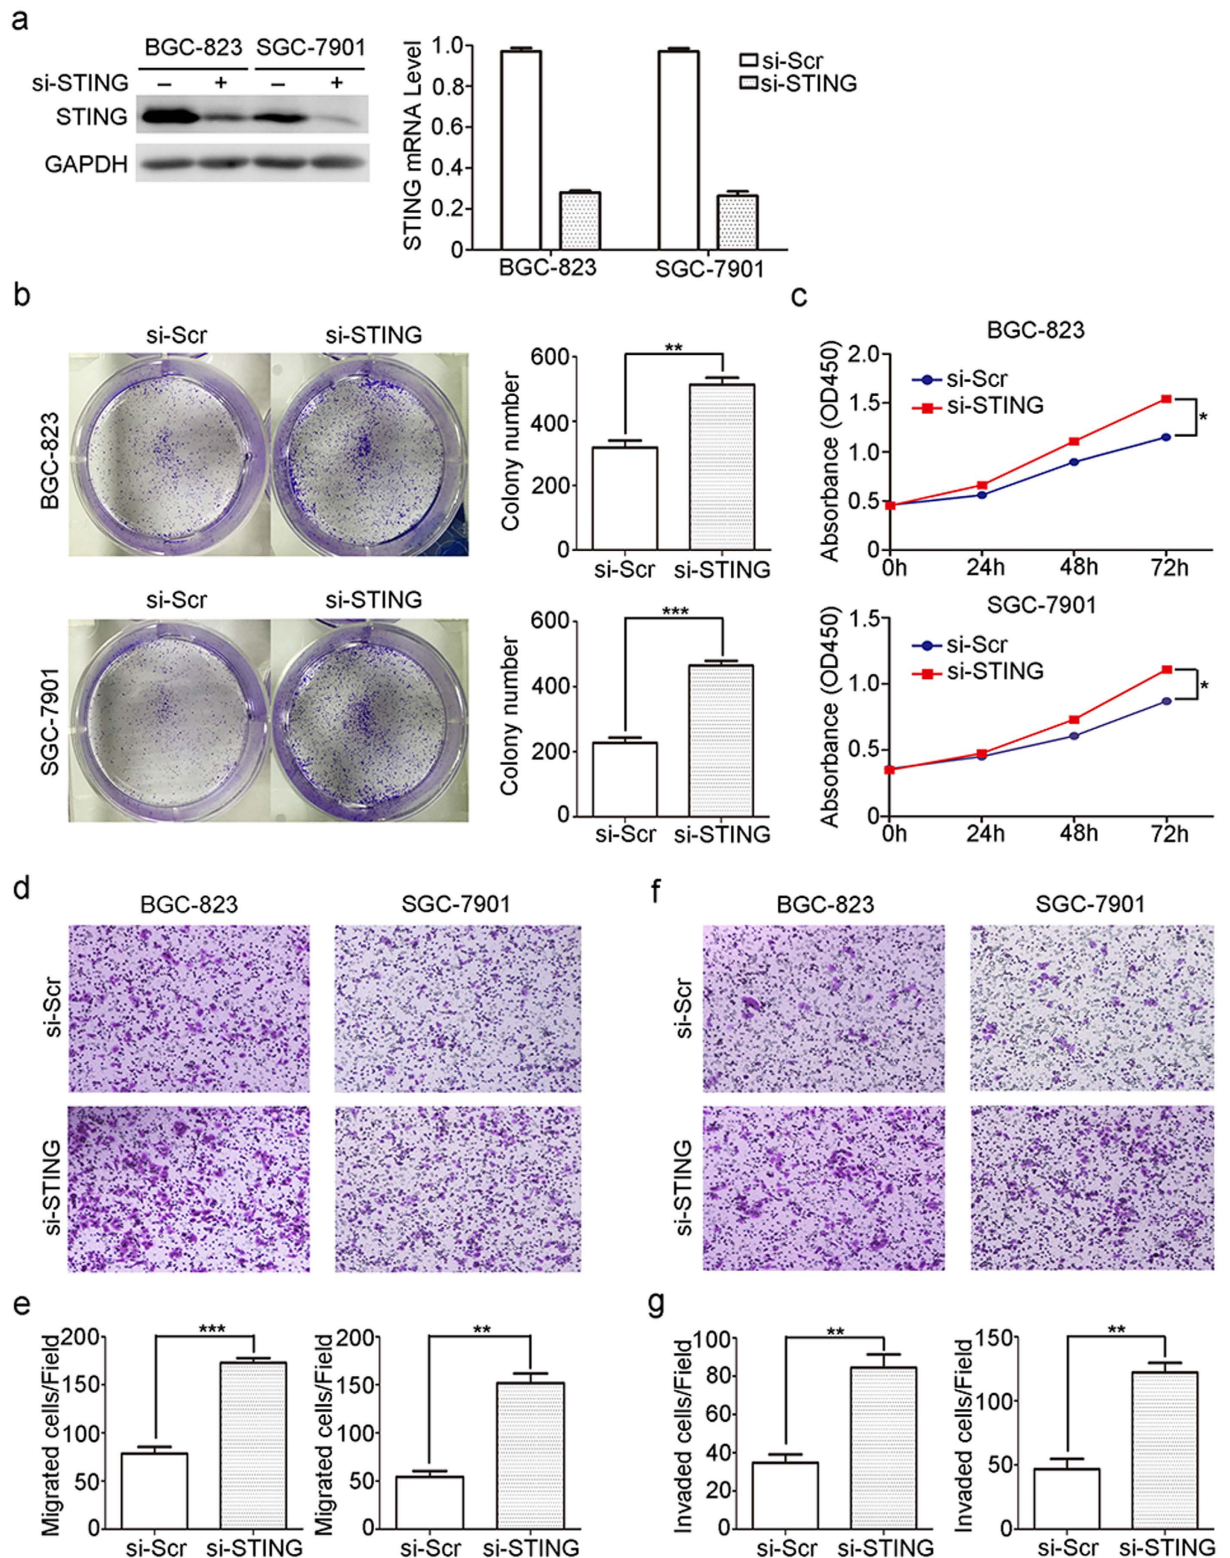 a
BGC-823 SGC-7901
si-STING – + – +
STING
GAPDH
STING mRNA Level
1.0
0.8
0.6
0.4
0.2
0
BGC-823 SGC-7901
si-Scr
si-STING
b
si-Scr si-STING
BGC-823
Colony number
600
400
200
0
**
si-Scr si-STING
si-Scr si-STING
SGC-7901
Colony number
600
400
200
0
***
si-Scr si-STING
c
BGC-823
Absorbance (OD450)
2.0
1.5
1.0
0.5
0
si-Scr
si-STING
*
0h 24h 48h 72h
SGC-7901
Absorbance (OD450)
1.5
1.0
0.5
0
si-Scr
si-STING
*
0h 24h 48h 72h
d
BGC-823 SGC-7901
si-Scr
si-STING
f
BGC-823 SGC-7901
si-Scr
si-STING
e
Migrated cells/Field
200
150
100
50
0
***
si-Scr si-STING
Migrated cells/Field
200
150
100
50
0
**
si-Scr si-STING
g
Invaded cells/Field
100
80
60
40
20
0
**
si-Scr si-STING
Invaded cells/Field
150
100
50
0
**
si-Scr si-STING